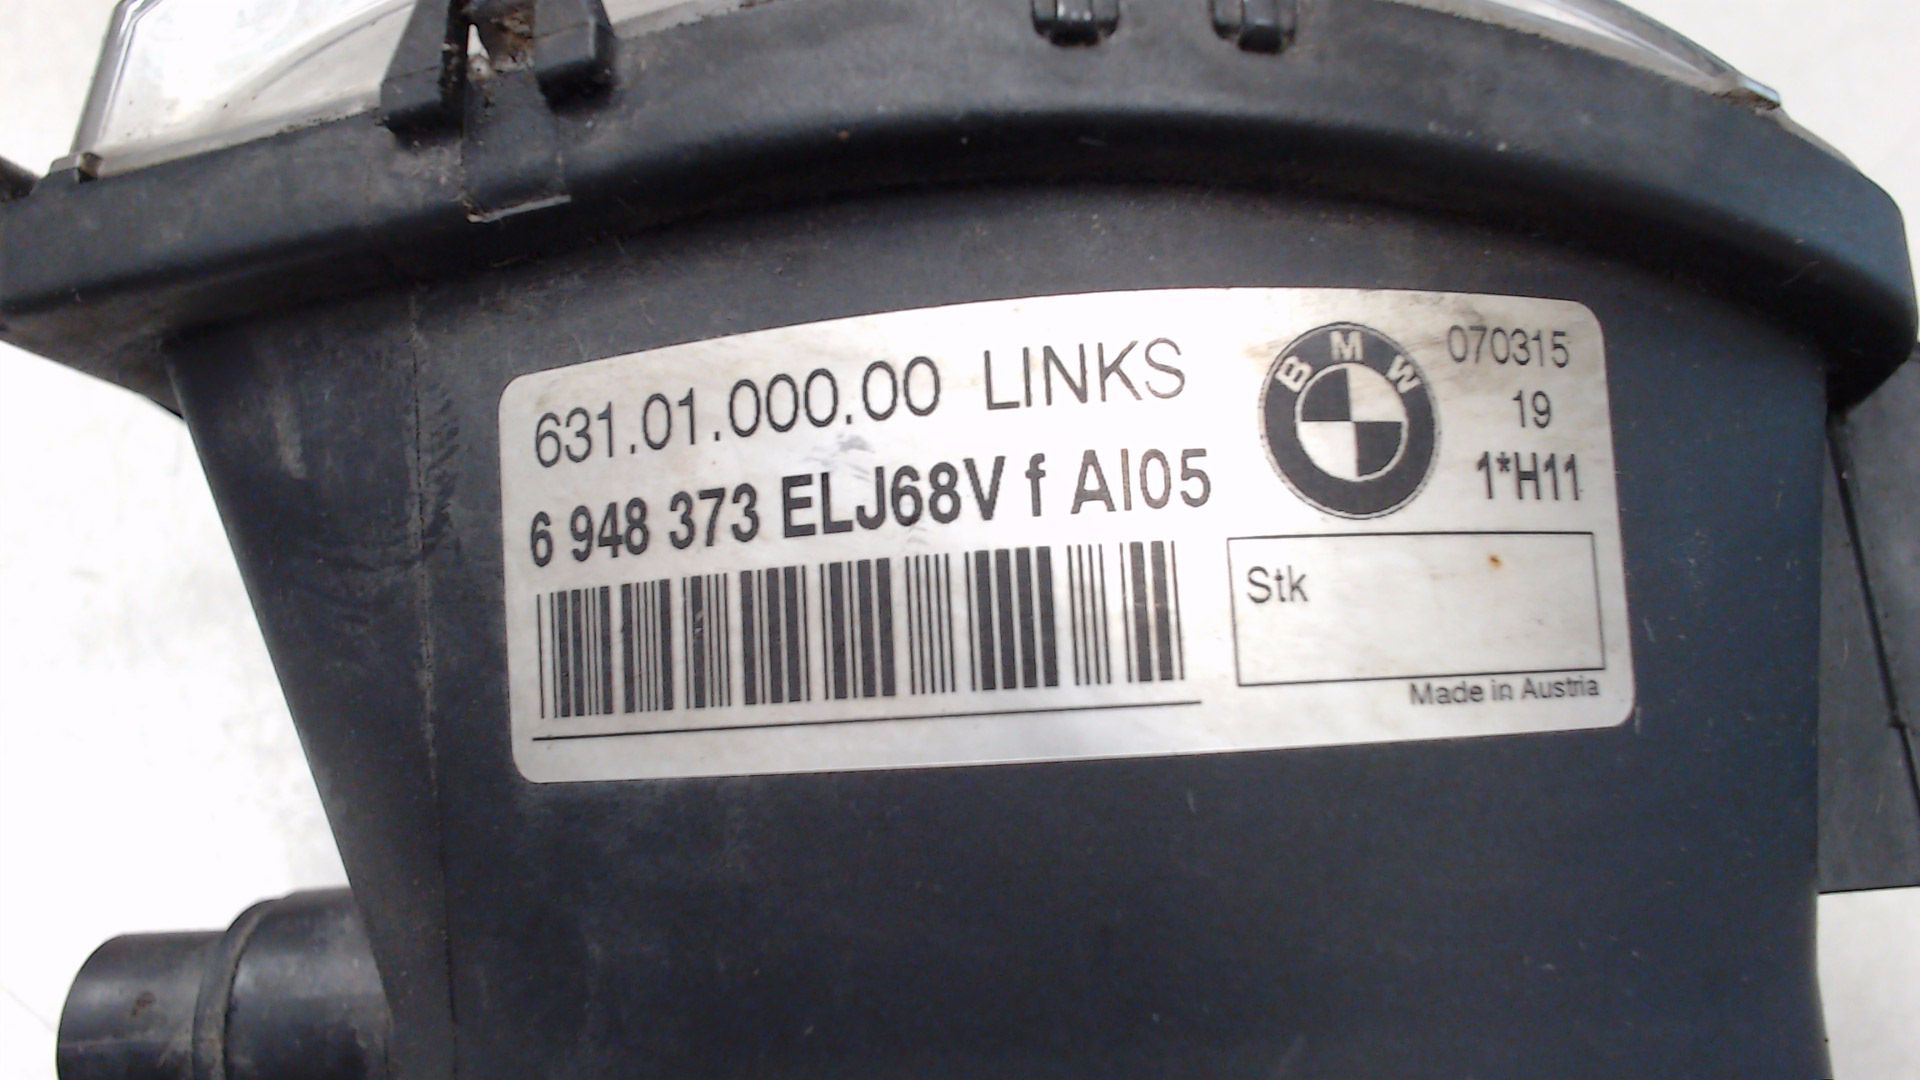 631.01.000.00 LINKS
6 948 373 ELJ68V f AI05
BMW
070315
19
1*H11
Stk
Made in Austria